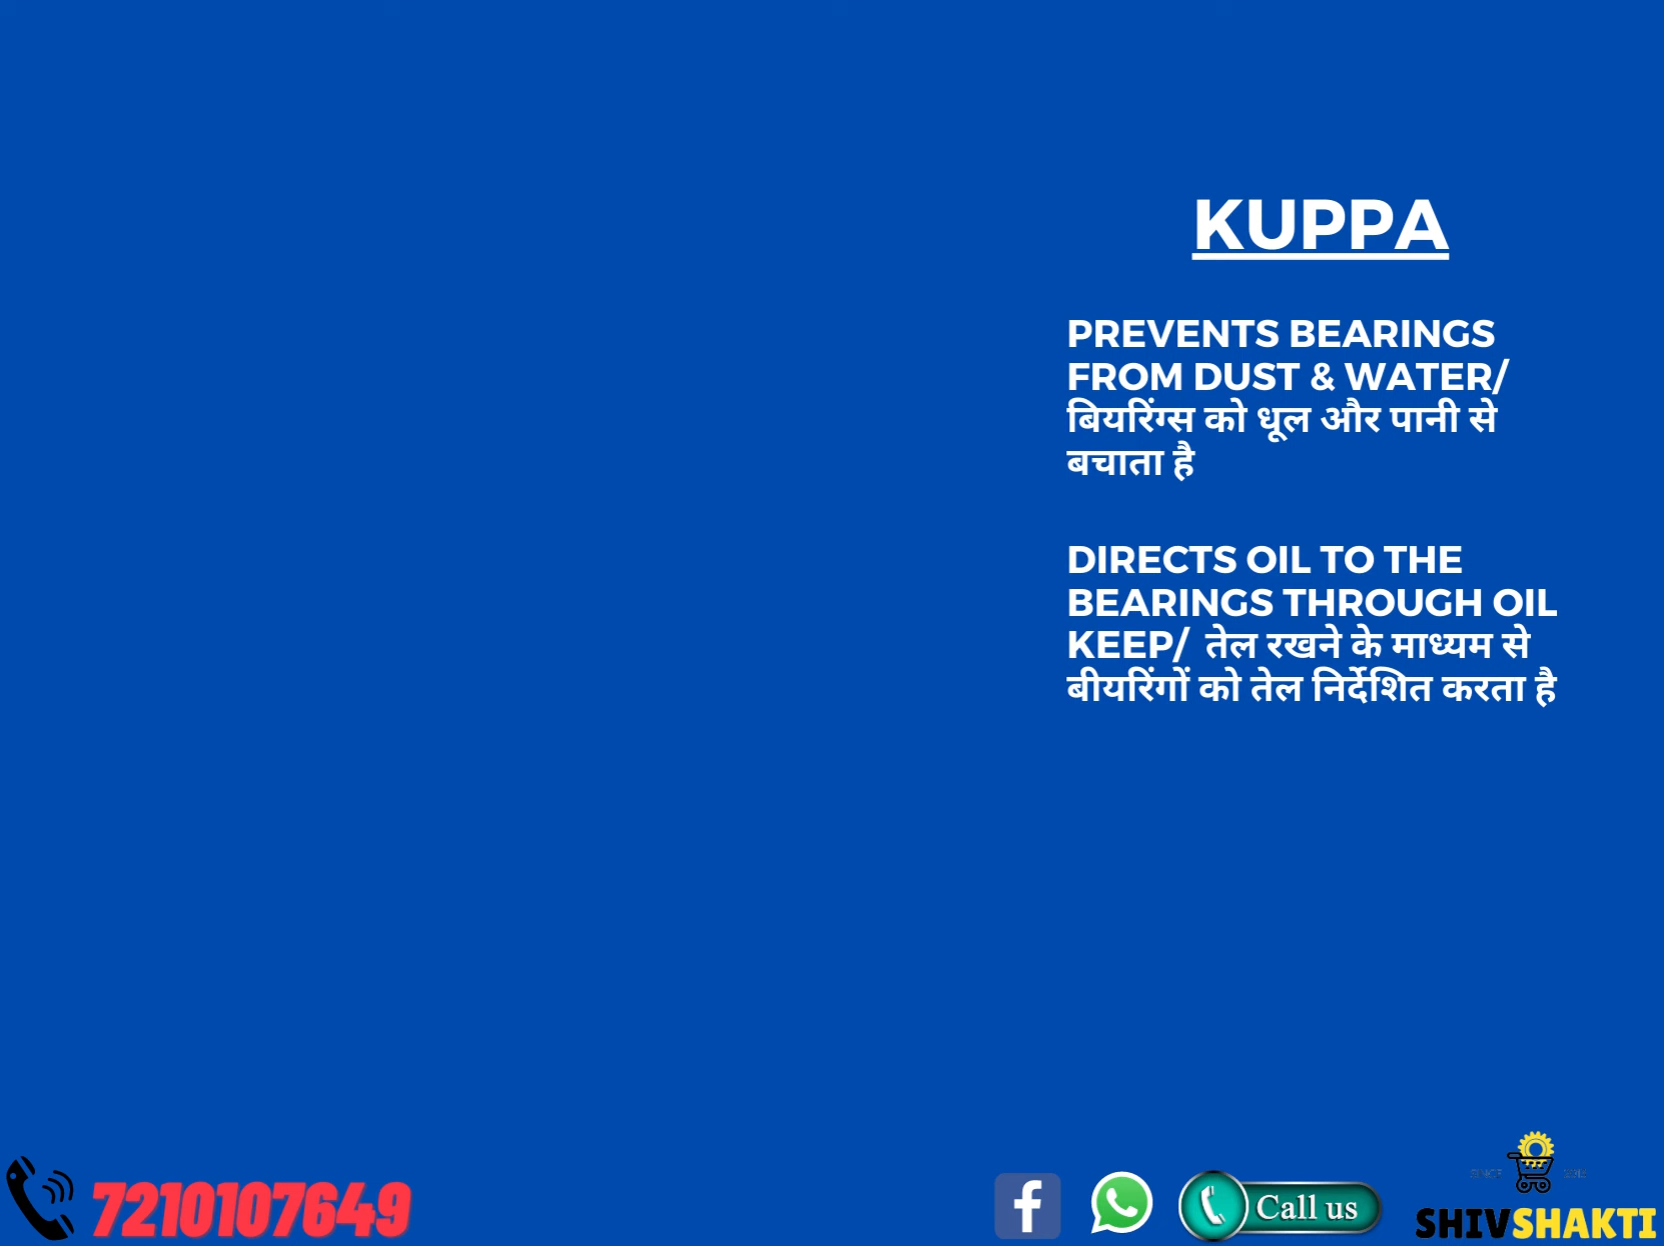 KUPPA
PREVENTS BEARINGS
FROM DUST & WATER/
बियरिंग्स को धूल और पानी से
बचाता है
DIRECTS OIL TO THE
BEARINGS THROUGH OIL
KEEP/ तेल रखने के माध्यम से
बीयरिंगों को तेल निर्देशित करता है
7210107649
f
Call us
SHIVSHAKTI